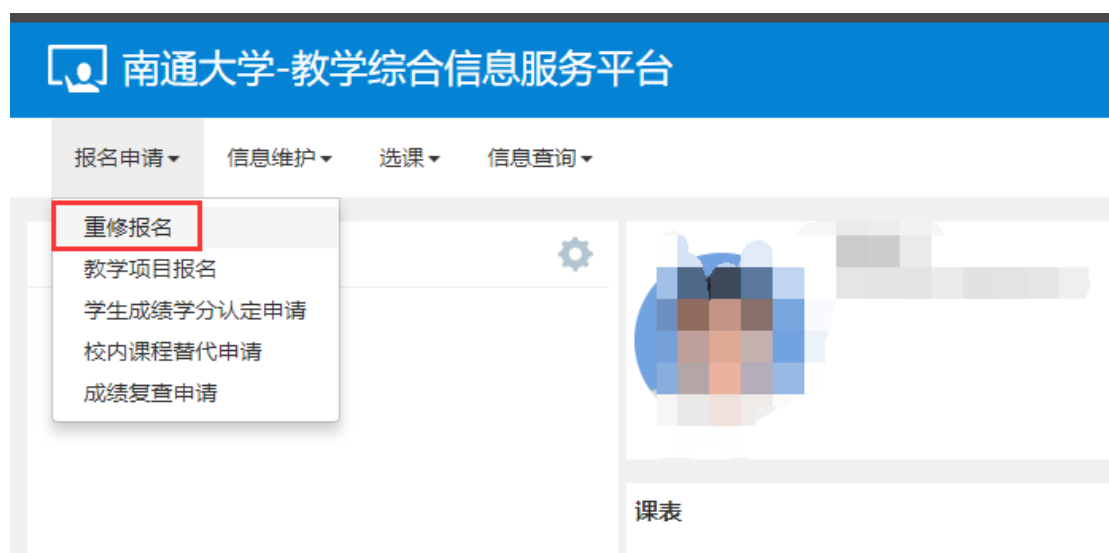 南通大学-教学综合信息服务平台
报名申请 信息维护 选课 信息查询
重修报名
教学项目报名
学生成绩学分认定申请
校内课程替代申请
成绩复查申请
课表